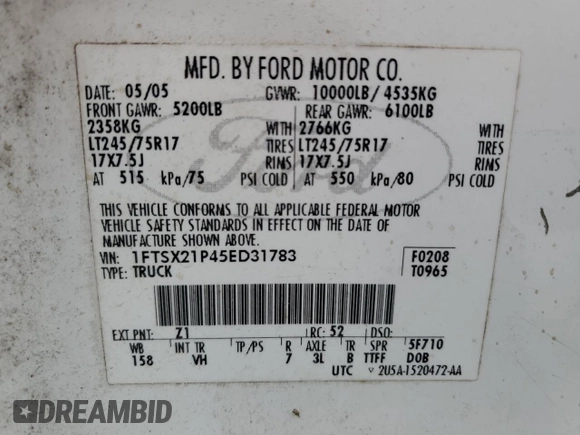 MFD. BY FORD MOTOR CO.
DATE: 05/05 GVWR: 10000LB/ 4535KG
FRONT GAWR: 5200LB REAR GAWR: 6100LB
2358KG WITH 2766KG WITH
LT245/75R17 TIRES LT245/75R17 TIRES
17X7.5J RIMS 17X7.5J RIMS
AT 515 kPa/75 PSI COLD AT 550 kPa/80 PSI COLD
THIS VEHICLE CONFORMS TO ALL APPLICABLE FEDERAL MOTOR
VEHICLE SAFETY STANDARDS IN EFFECT ON THE DATE OF
MANUFACTURE SHOWN ABOVE.
VIN: 1FTSX21P45ED31783 F0208
TYPE: TRUCK T0965
EXT PNT: Z1 RC: 52 DSO:
WB INT TR TP/PS R AXLE TR SPR 5F710
158 VH 7 3L B TTFF DOB
UTC ▿ 2U5A-1520472-AA
Ford
DREAMBID